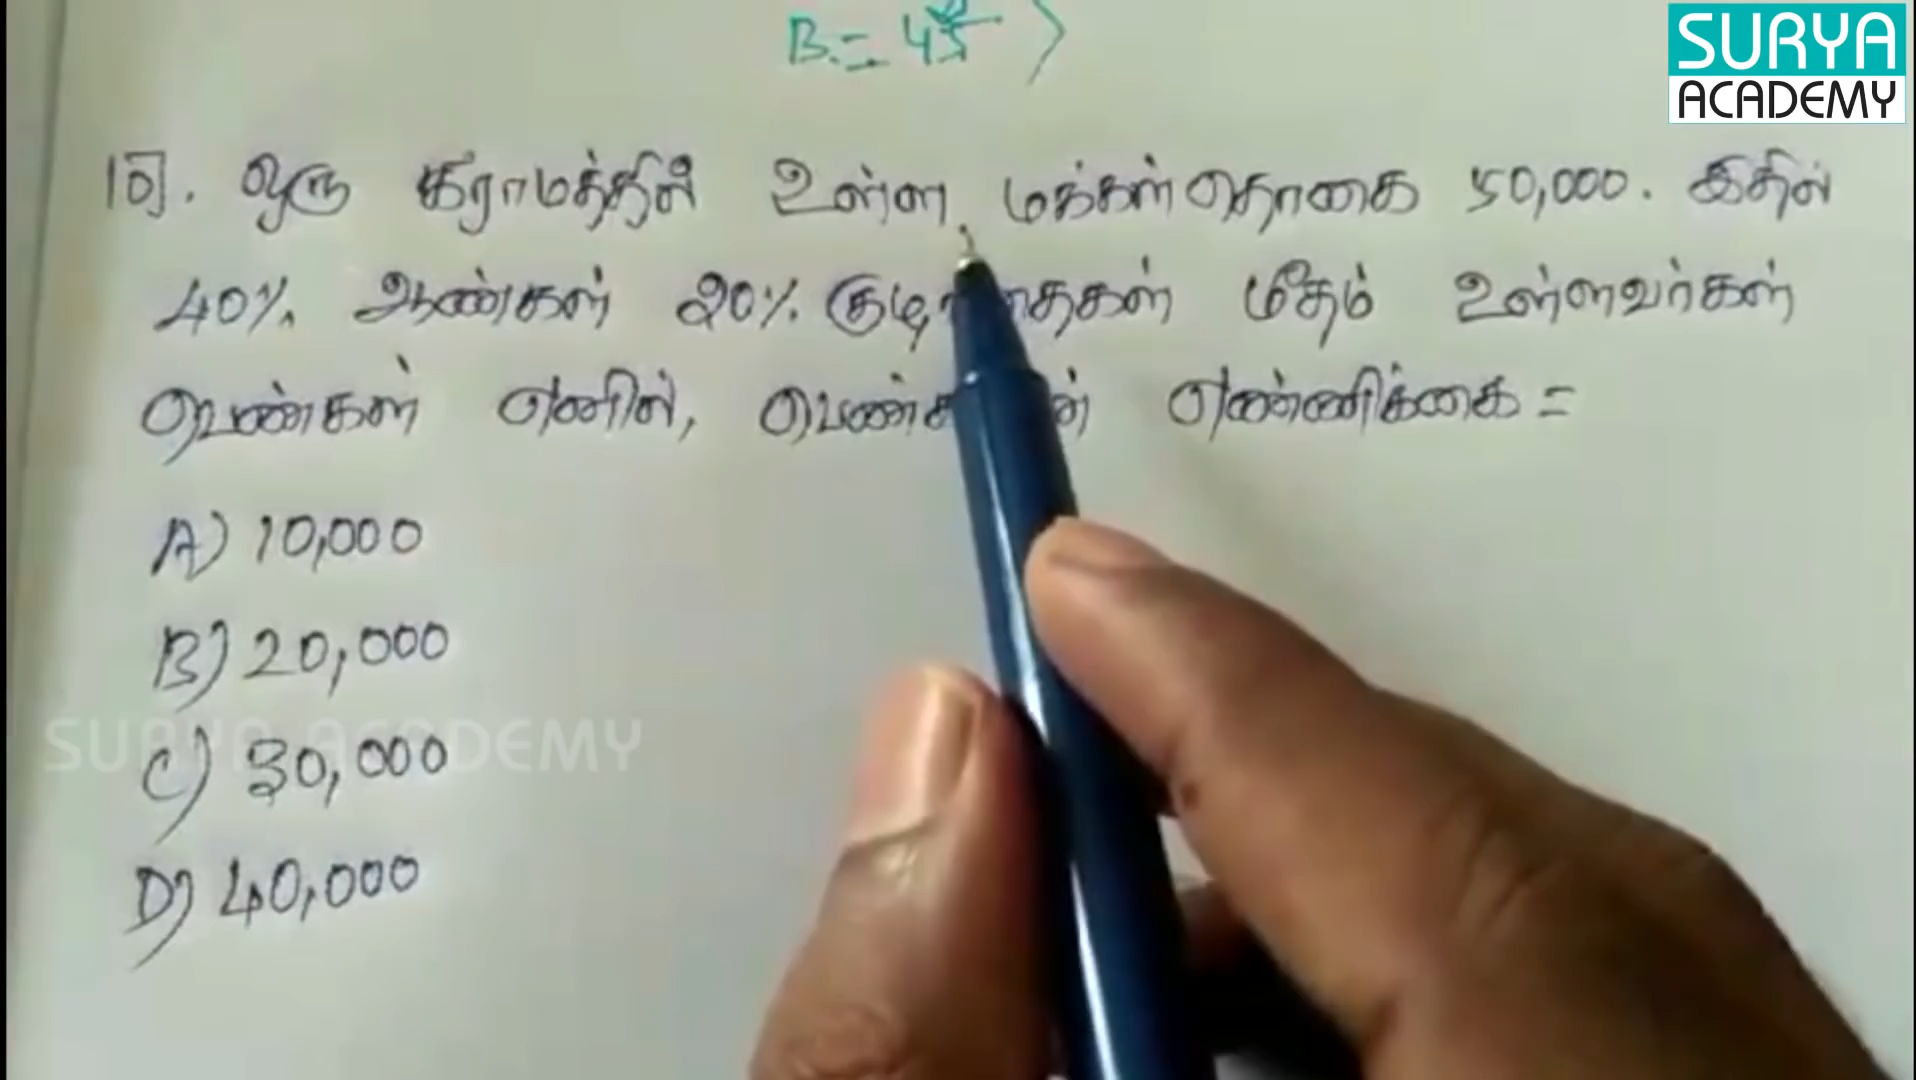 B = 45
SURYA
ACADEMY
10]. ஒரு கிராமத்தில் உள்ள மக்கள்தொகை 50,000. இதில்
40% ஆண்கள் 20% மீதம் உள்ளவர்கள்
பெண்கள் எனில், எண்ணிக்கை =
A) 10,000
B) 20,000
SURYA ACADEMY
C) 30,000
D) 40,000